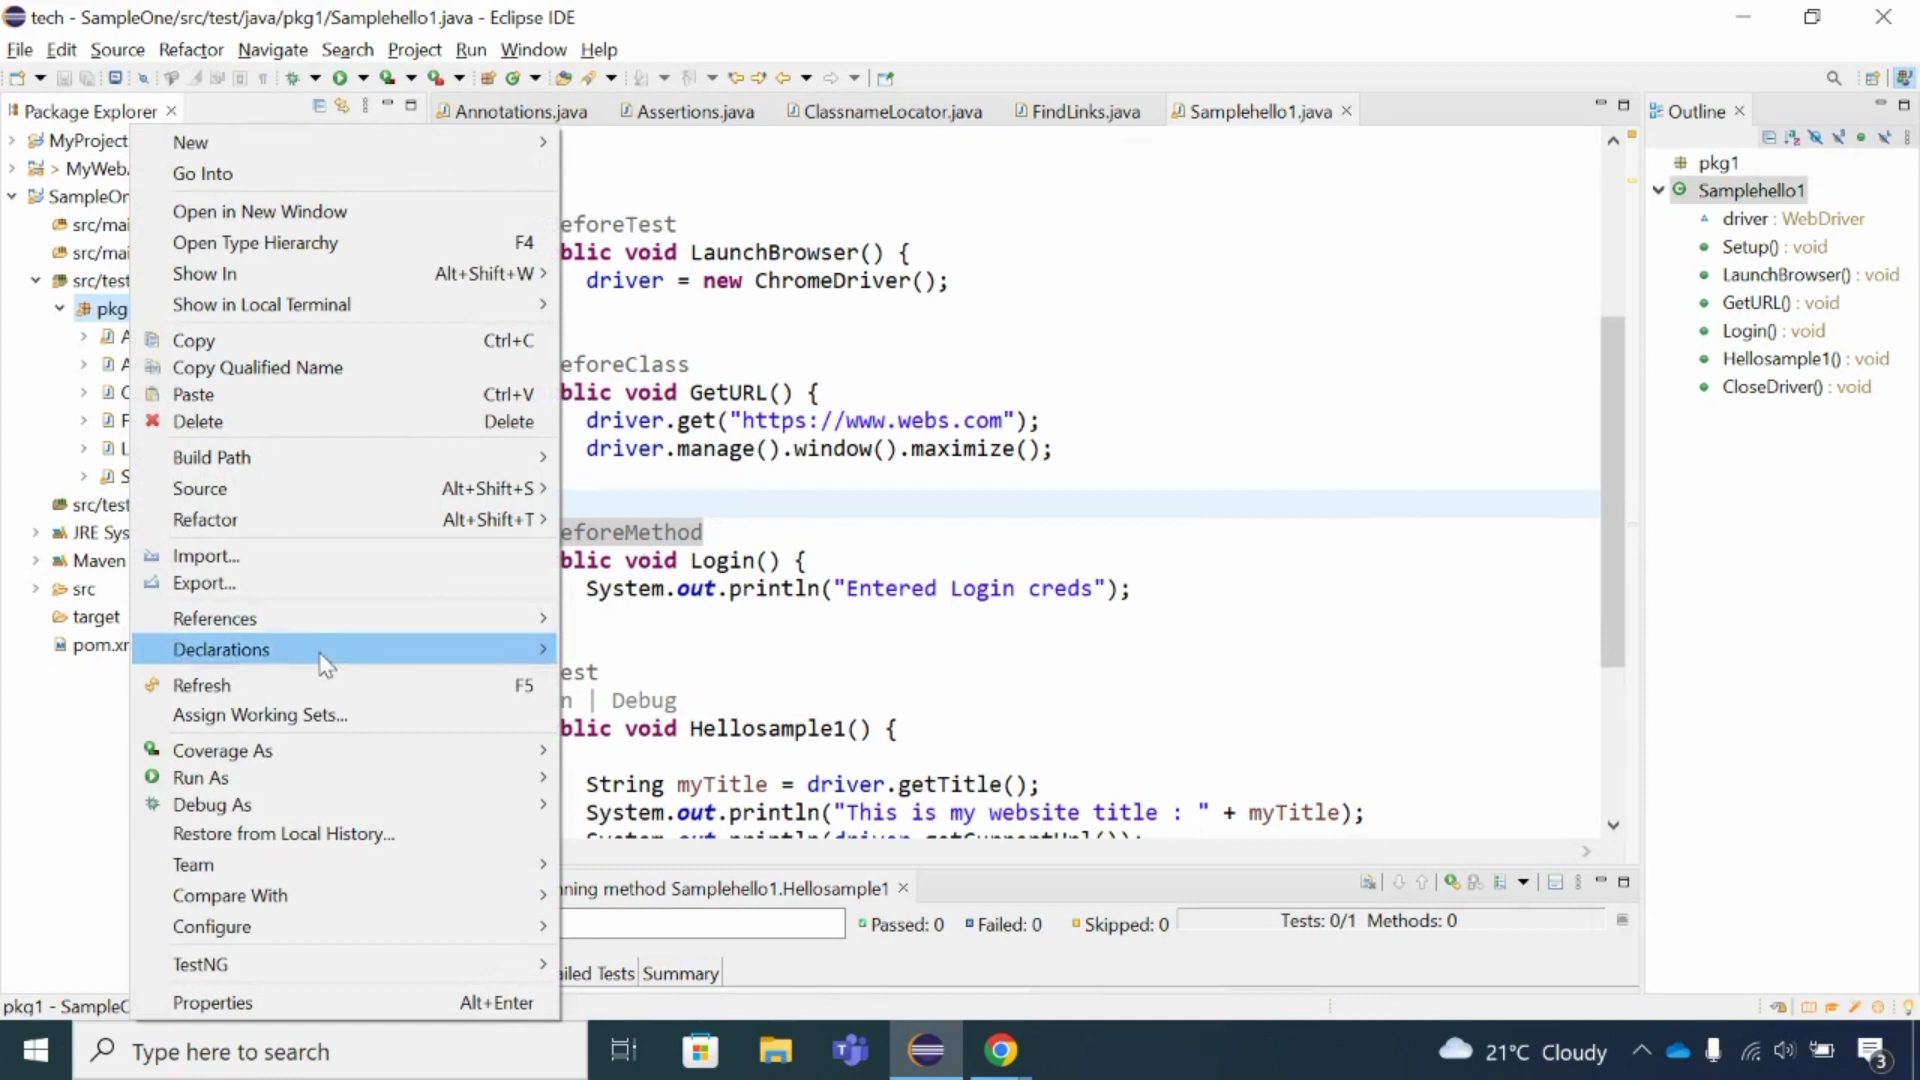 tech - SampleOne/src/test/java/pkg1/Samplehello1.java - Eclipse IDE
File Edit Source Refactor Navigate Search Project Run Window Help
Package Explorer
Annotations.java Assertions.java ClassnameLocator.java FindLinks.java Samplehello1.java
Outline
MyProject
> MyWeb
SampleOn
src/mai
src/mai
src/test
pkg
A
A
C
F
L
S
src/test
JRE Sys
Maven
src
target
pom.xr
New
Go Into
Open in New Window
Open Type Hierarchy F4
Show In Alt+Shift+W
Show in Local Terminal
Copy Ctrl+C
Copy Qualified Name
Paste Ctrl+V
Delete Delete
Build Path
Source Alt+Shift+S
Refactor Alt+Shift+T
Import...
Export...
References
Declarations
Refresh F5
Assign Working Sets...
Coverage As
Run As
Debug As
Restore from Local History...
Team
Compare With
Configure
TestNG
Properties Alt+Enter
eforeTest
blic void LaunchBrowser() {
driver = new ChromeDriver();
eforeClass
blic void GetURL() {
driver.get("https://www.webs.com");
driver.manage().window().maximize();
eforeMethod
blic void Login() {
System.out.println("Entered Login creds");
est
n | Debug
blic void Hellosample1() {
String myTitle = driver.getTitle();
System.out.println("This is my website title : " + myTitle);
System.out.println(driver.getCurrentUrl());
pkg1
Samplehello1
driver : WebDriver
Setup() : void
LaunchBrowser() : void
GetURL() : void
Login() : void
Hellosample1() : void
CloseDriver() : void
nning method Samplehello1.Hellosample1
Passed: 0 Failed: 0 Skipped: 0 Tests: 0/1 Methods: 0
ailed Tests Summary
pkg1 - SampleO
Type here to search
21°C Cloudy
3